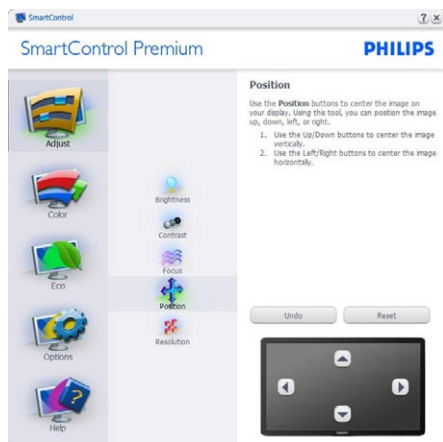 SmartControl
SmartControl Premium
PHILIPS
Adjust
Color
Eco
Options
Help
Brightness
Contrast
Focus
Position
Resolution
Position
Use the Position buttons to center the image on
your display. Using this tool, you can position the image
up, down, left, or right.
1. Use the Up/Down buttons to center the image
vertically.
2. Use the Left/Right buttons to center the image
horizontally.
Undo
Reset
PHILIPS